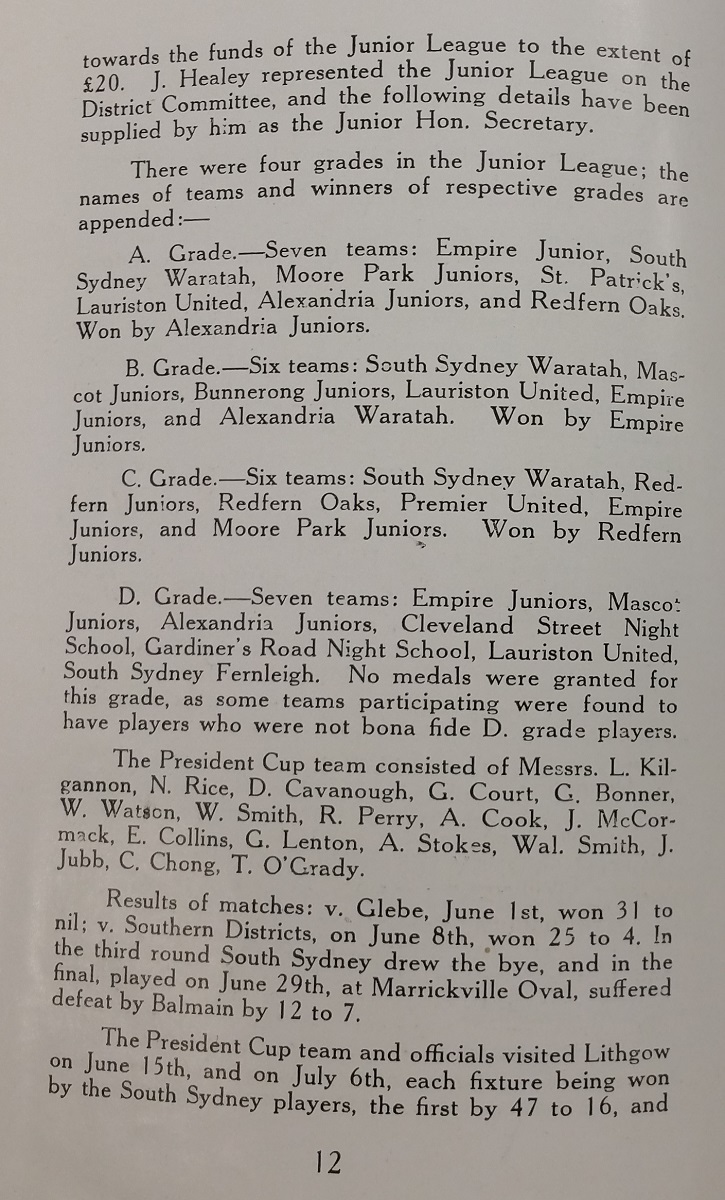 towards the funds of the Junior League to the extent of
£20. J. Healey represented the Junior League on the
District Committee, and the following details have been
supplied by him as the Junior Hon. Secretary.
There were four grades in the Junior League; the
names of teams and winners of respective grades are
appended:—
A. Grade.—Seven teams: Empire Junior, South
Sydney Waratah, Moore Park Juniors, St. Patrick's,
Lauriston United, Alexandria Juniors, and Redfern Oaks.
Won by Alexandria Juniors.
B. Grade.—Six teams: South Sydney Waratah, Mas-
cot Juniors, Bunnerong Juniors, Lauriston United, Empire
Juniors, and Alexandria Waratah. Won by Empire
Juniors.
C. Grade.—Six teams: South Sydney Waratah, Red-
fern Juniors, Redfern Oaks, Premier United, Empire
Juniors, and Moore Park Juniors. Won by Redfern
Juniors.
D. Grade.—Seven teams: Empire Juniors, Mascot
Juniors, Alexandria Juniors, Cleveland Street Night
School, Gardiner's Road Night School, Lauriston United,
South Sydney Fernleigh. No medals were granted for
this grade, as some teams participating were found to
have players who were not bona fide D. grade players.
The President Cup team consisted of Messrs. L. Kil-
gannon, N. Rice, D. Cavanough, G. Court, G. Bonner,
W. Watson, W. Smith, R. Perry, A. Cook, J. McCor-
mack, E. Collins, G. Lenton, A. Stokes, Wal. Smith, J.
Jubb, C. Chong, T. O'Grady.
Results of matches: v. Glebe, June 1st, won 31 to
nil; v. Southern Districts, on June 8th, won 25 to 4. In
the third round South Sydney drew the bye, and in the
final, played on June 29th, at Marrickville Oval, suffered
defeat by Balmain by 12 to 7.
The President Cup team and officials visited Lithgow
on June 15th, and on July 6th, each fixture being won
by the South Sydney players, the first by 47 to 16, and
12